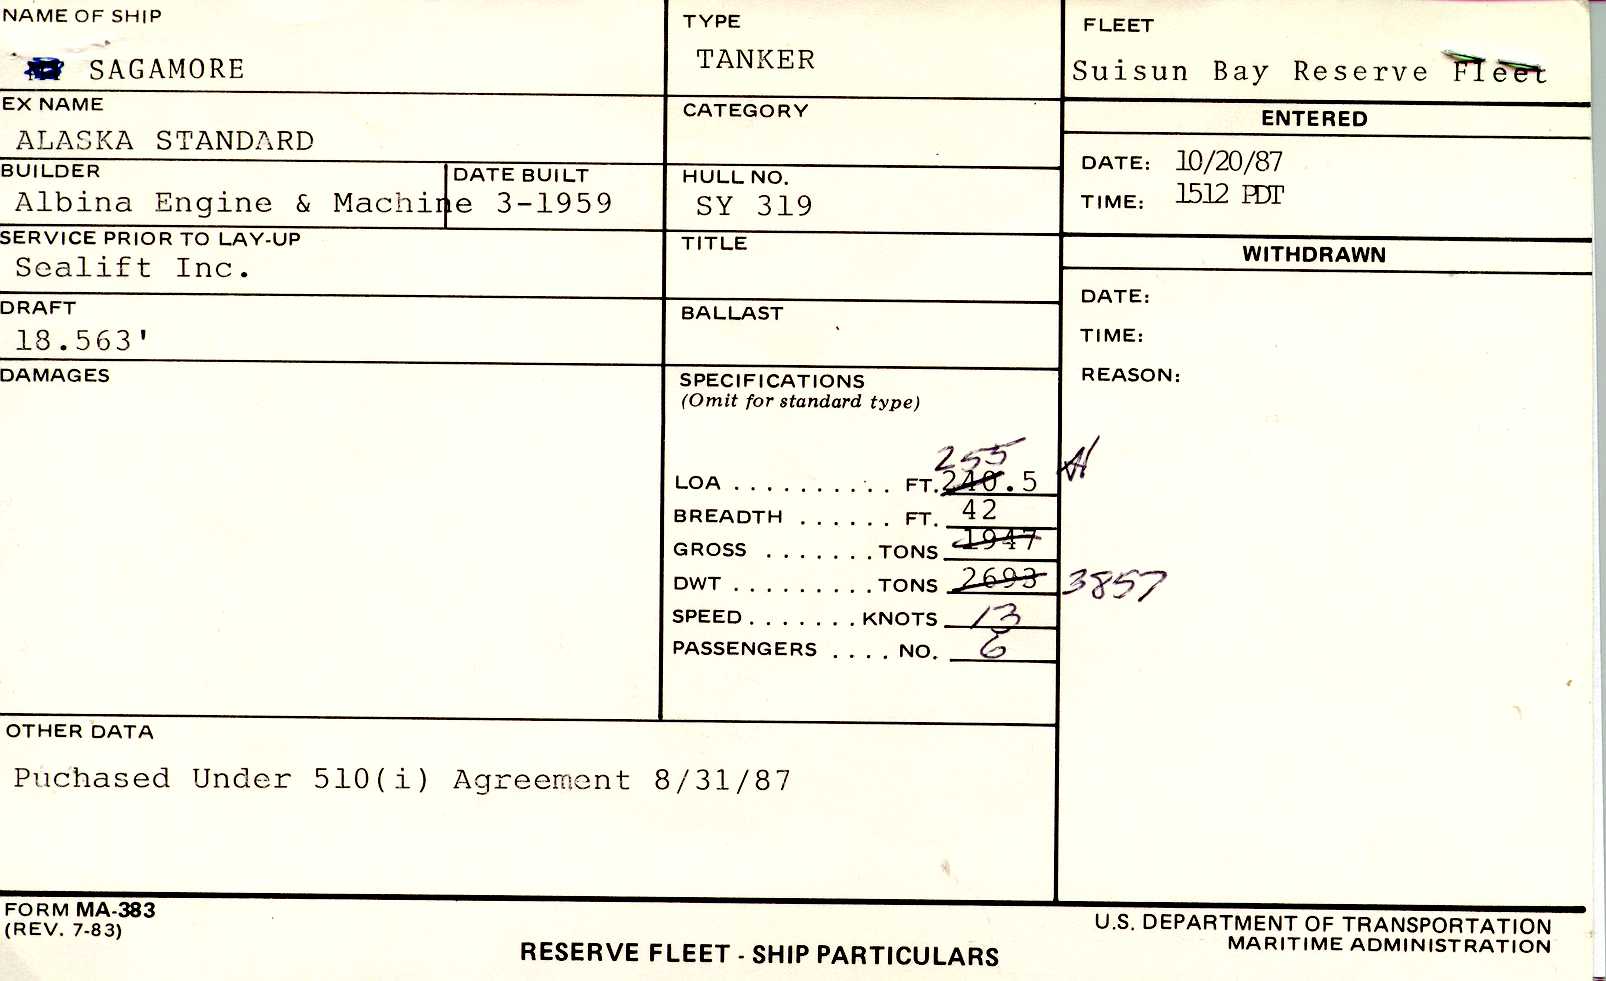 NAME OF SHIP
SAGAMORE
EX NAME
ALASKA STANDARD
BUILDER
Albina Engine & Machine
DATE BUILT
3-1959
SERVICE PRIOR TO LAY-UP
Sealift Inc.
DRAFT
18.563'
DAMAGES
TYPE
TANKER
CATEGORY
HULL NO.
SY 319
TITLE
BALLAST
SPECIFICATIONS
(Omit for standard type)
255
LOA . . . . . . . . . . FT. 240.5
BREADTH . . . . . . FT. 42
GROSS . . . . . . . TONS 1947
DWT . . . . . . . . . TONS 2693 3857
SPEED . . . . . . . KNOTS 13
PASSENGERS . . . . NO. 6
FLEET
Suisun Bay Reserve Fleet
ENTERED
DATE: 10/20/87
TIME: 1512 PDT
WITHDRAWN
DATE:
TIME:
REASON:
OTHER DATA
Puchased Under 510(i) Agreement 8/31/87
FORM MA-383
(REV. 7-83)
RESERVE FLEET - SHIP PARTICULARS
U.S. DEPARTMENT OF TRANSPORTATION
MARITIME ADMINISTRATION